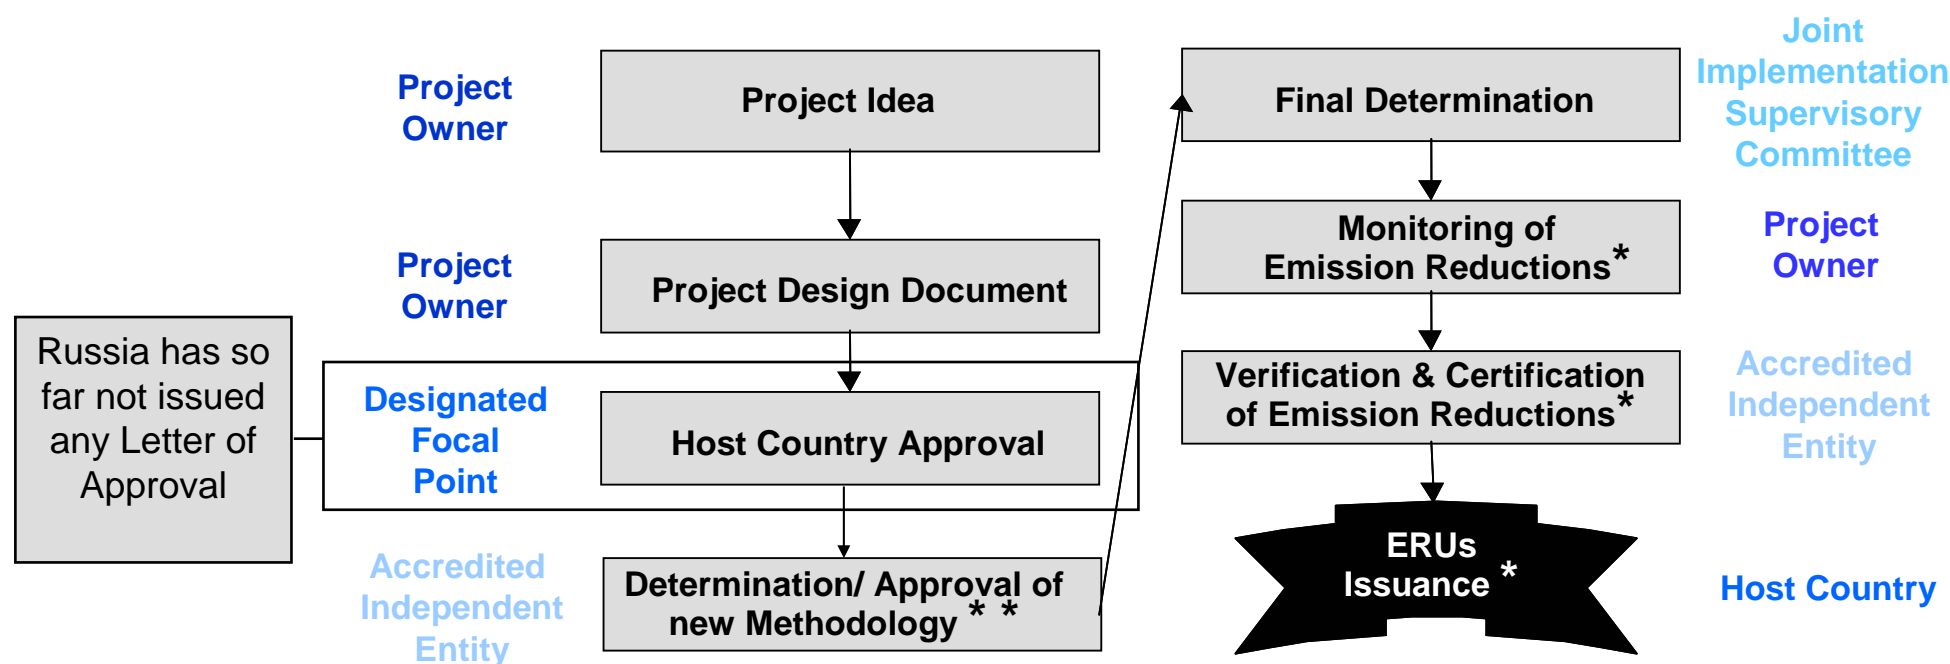 Project
Owner
Project Idea
Project
Owner
Project Design Document
Russia has so
far not issued
any Letter of
Approval
Designated
Focal
Point
Host Country Approval
Accredited
Independent
Entity
Determination/ Approval of
new Methodology * *
Final Determination
Joint
Implementation
Supervisory
Committee
Monitoring of
Emission Reductions*
Project
Owner
Verification & Certification
of Emission Reductions*
Accredited
Independent
Entity
ERUs
Issuance *
Host Country